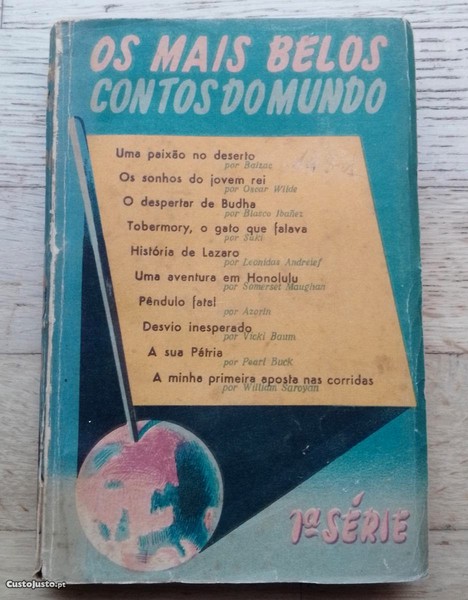 OS MAIS BÉLOS
CONTOS DO MUNDO
Uma paixão no deserto
por Balzac
Os sonhos do jovem rei
por Oscar Wilde
O despertar de Budha
por Blasco Ibañez
Tobermory, o gato que falava
por Saki
História de Lazaro
por Leonidas Andreief
Uma aventura em Honolulu
por Somerset Maughan
Pêndulo fatal
por Azorin
Desvio inesperado
por Vicki Baum
A sua Pátria
por Pearl Buck
A minha primeira aposta nas corridas
por William Saroyan
1ª SÉRIE
CustoJusto.pt